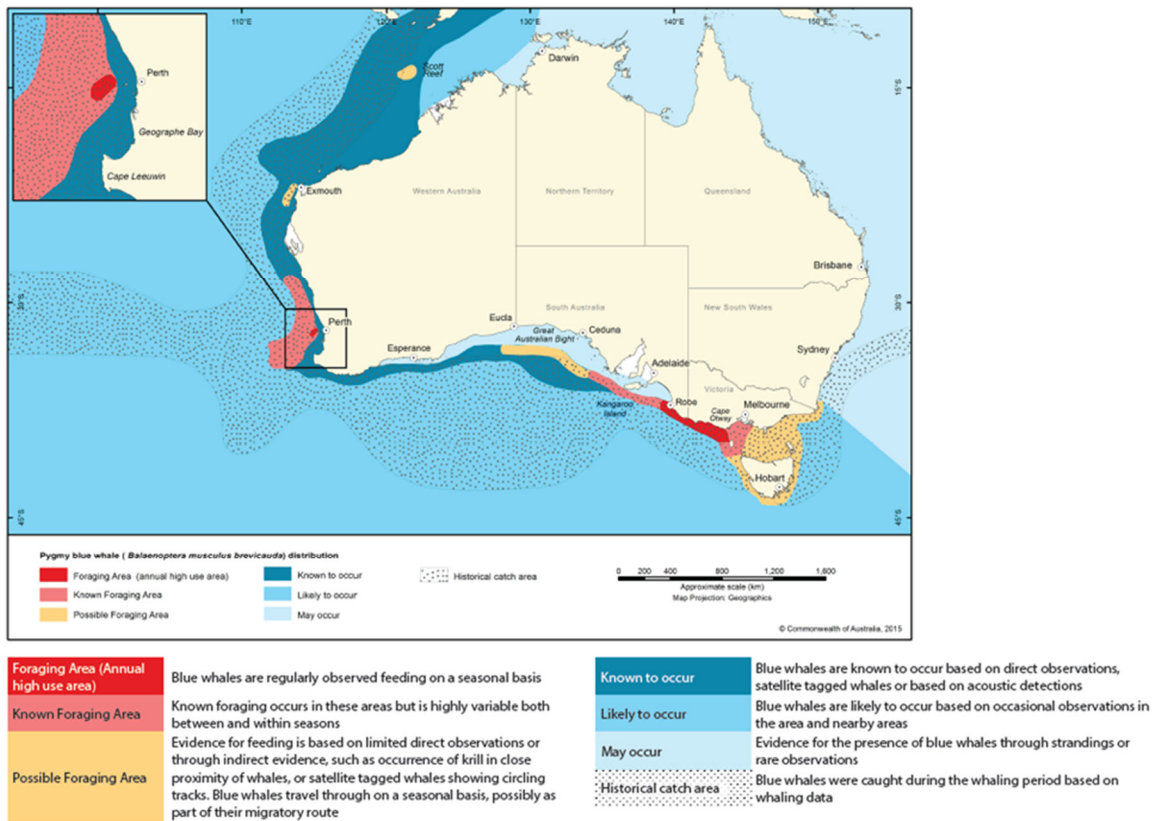 110°E
120°E
130°E
140°E
150°E
Scott
Reef
Darwin
15°S
15°S
Perth
Geographe Bay
Cape Leeuwin
Exmouth
Western Australia
Northern Territory
Queensland
Brisbane
30°S
30°S
South Australia
New South Wales
Perth
Eucla
Great
Australian Bight
Ceduna
Esperance
Adelaide
Sydney
Victoria
Kangaroo
Island
Robe
Cape
Otway
Melbourne
Hobart
45°S
45°S
Pygmy blue whale ( Balaenoptera musculus brevicauda) distribution
Foraging Area (annual high use area)
Known to occur
Historical catch area
Known Foraging Area
Likely to occur
Possible Foraging Area
May occur
0 200 400 800 1,200 1,600
Approximate scale (km)
Map Projection: Geographics
© Commonwealth of Australia, 2015
Foraging Area (Annual
high use area)
Blue whales are regularly observed feeding on a seasonal basis
Known Foraging Area
Known foraging occurs in these areas but is highly variable both
between and within seasons
Possible Foraging Area
Evidence for feeding is based on limited direct observations or
through indirect evidence, such as occurrence of krill in close
proximity of whales, or satellite tagged whales showing circling
tracks. Blue whales travel through on a seasonal basis, possibly as
part of their migratory route
Known to occur
Blue whales are known to occur based on direct observations,
satellite tagged whales or based on acoustic detections
Likely to occur
Blue whales are likely to occur based on occasional observations in
the area and nearby areas
May occur
Evidence for the presence of blue whales through strandings or
rare observations
Historical catch area
Blue whales were caught during the whaling period based on
whaling data